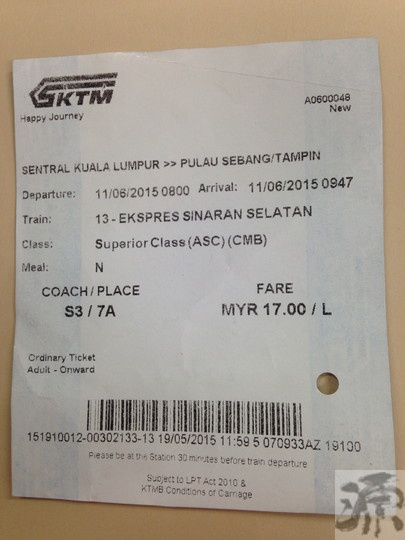 KTM
Happy Journey
A0600048
New
SENTRAL KUALA LUMPUR >> PULAU SEBANG/TAMPIN
Departure: 11/06/2015 0800 Arrival: 11/06/2015 0947
Train: 13 - EKSPRES SINARAN SELATAN
Class: Superior Class (ASC) (CMB)
Meal: N
COACH / PLACE FARE
S3 / 7A MYR 17.00 / L
Ordinary Ticket
Adult - Onward
151910012-00302133-13 19/05/2015 11:59 5 070933AZ 19100
Please be at the Station 30 minutes before train departure
Subject to LPT Act 2010 &
KTMB Conditions of Carriage
源